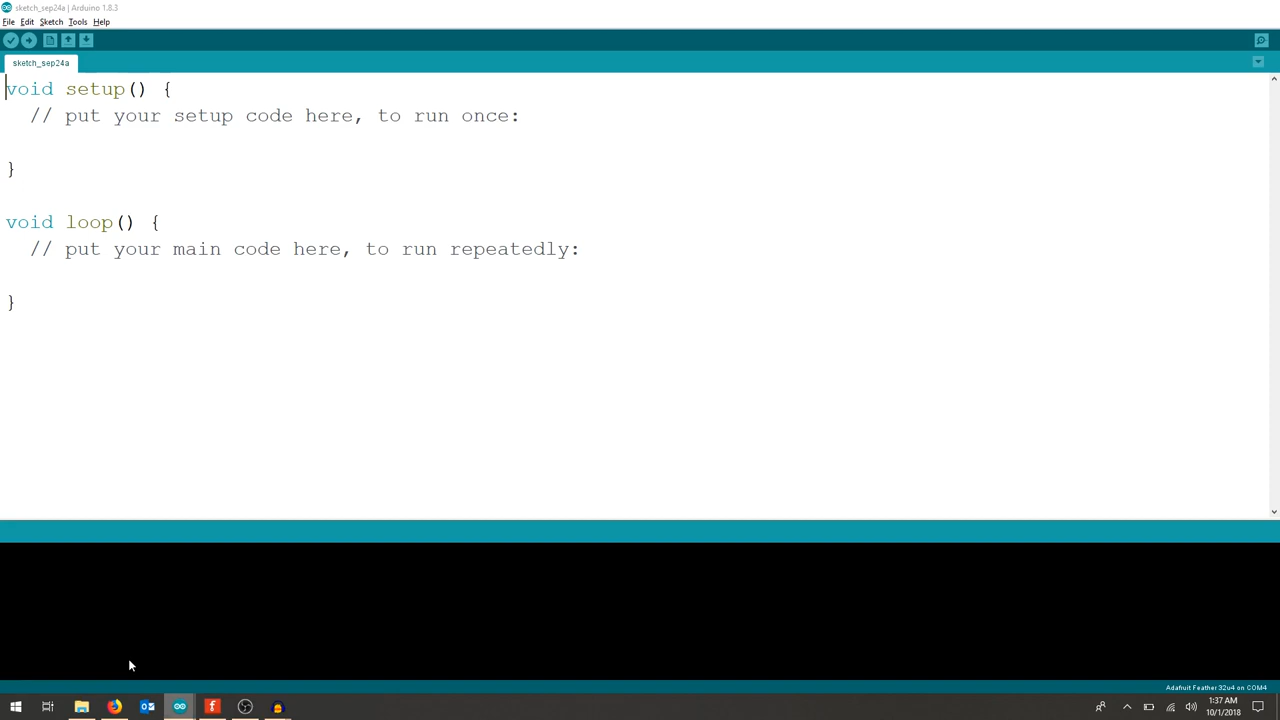 sketch_sep24a | Arduino 1.8.3
File Edit Sketch Tools Help
sketch_sep24a
void setup() {
// put your setup code here, to run once:
}
void loop() {
// put your main code here, to run repeatedly:
}
Adafruit Feather 32u4 on COM4
1:37 AM
10/1/2018